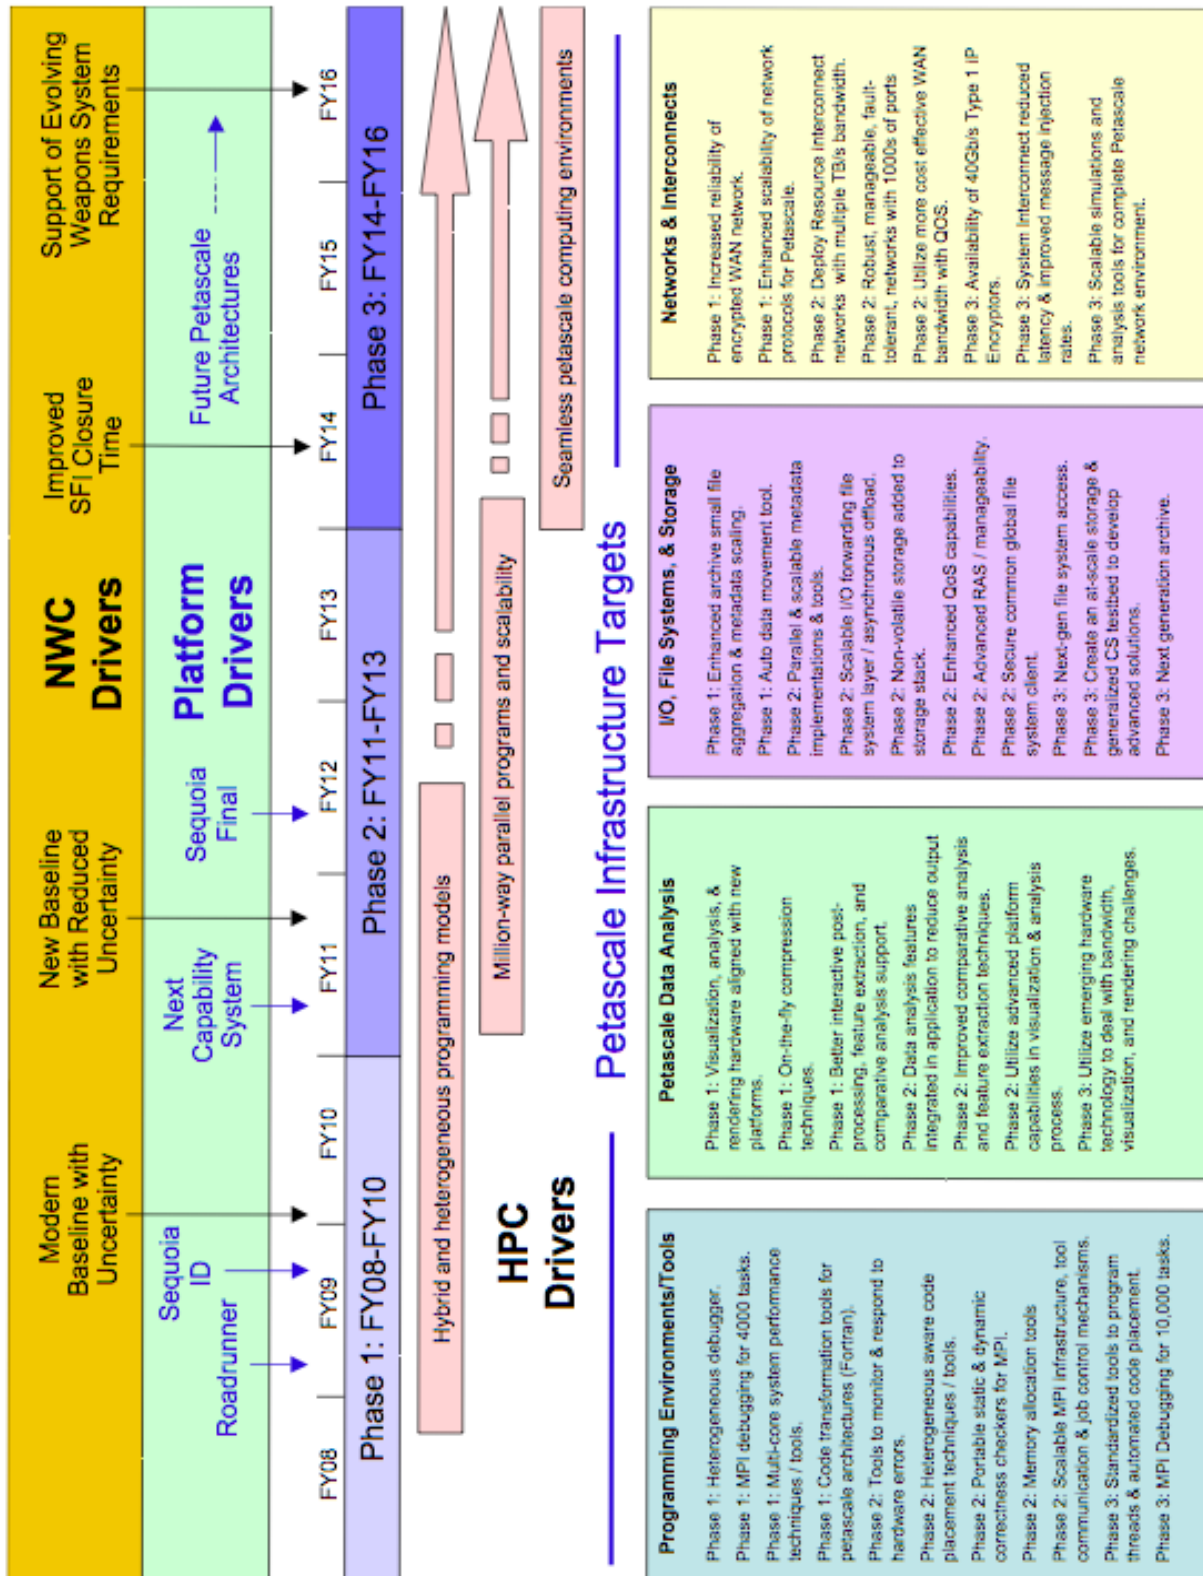 NWC
Drivers
Modern
Baseline with
Uncertainty
New Baseline
with Reduced
Uncertainty
Improved
SFI Closure
Time
Support of Evolving
Weapons System
Requirements
Platform
Drivers
Roadrunner
Sequoia
ID
Next
Capability
System
Sequoia
Final
Future Petascale
Architectures
FY08
FY09
FY10
FY11
FY12
FY13
FY14
FY15
FY16
Phase 1: FY08-FY10
Phase 2: FY11-FY13
Phase 3: FY14-FY16
Hybrid and heterogeneous programming models
Million-way parallel programs and scalability
Seamless petascale computing environments
HPC
Drivers
Petascale Infrastructure Targets
Programming Environments/Tools
Phase 1: Heterogeneous debugger.
Phase 1: MPI debugging for 4000 tasks.
Phase 1: Multi-core system performance
techniques / tools.
Phase 1: Code transformation tools for
petascale architectures (Fortran).
Phase 2: Tools to monitor & respond to
hardware errors.
Phase 2: Heterogeneous aware code
placement techniques / tools.
Phase 2: Portable static & dynamic
correctness checkers for MPI.
Phase 2: Memory allocation tools
Phase 2: Scalable MPI infrastructure, tool
communication & job control mechanisms.
Phase 3: Standardized tools to program
threads & automated code placement.
Phase 3: MPI Debugging for 10,000 tasks.
Petascale Data Analysis
Phase 1: Visualization, analysis, &
rendering hardware aligned with new
platforms.
Phase 1: On-the-fly compression
techniques.
Phase 1: Better interactive post-
processing, feature extraction, and
comparative analysis support.
Phase 2: Data analysis features
integrated in application to reduce output
Phase 2: Improved comparative analysis
and feature extraction techniques.
Phase 2: Utilize advanced platform
capabilities in visualization & analysis
process.
Phase 3: Utilize emerging hardware
technology to deal with bandwidth,
visualization, and rendering challenges.
I/O, File Systems, & Storage
Phase 1: Enhanced archive small file
aggregation & metadata scaling.
Phase 1: Auto data movement tool.
Phase 2: Parallel & scalable metadata
implementations & tools.
Phase 2: Scalable I/O forwarding file
system layer / asynchronous offload.
Phase 2: Non-volatile storage added to
storage stack.
Phase 2: Enhanced QoS capabilities.
Phase 2: Advanced RAS / manageability.
Phase 2: Secure common global file
system client.
Phase 3: Next-gen file system access.
Phase 3: Create an at-scale storage &
generalized CS testbed to develop
advanced solutions.
Phase 3: Next generation archive.
Networks & Interconnects
Phase 1: Increased reliability of
encrypted WAN network.
Phase 1: Enhanced scalability of network
protocols for Petascale.
Phase 2: Deploy Resource interconnect
networks with multiple TB/s bandwidth.
Phase 2: Robust, manageable, fault-
tolerant, networks with 1000s of ports
Phase 2: Utilize more cost effective WAN
bandwidth with QOS.
Phase 3: Availability of 40Gb/s Type 1 IP
Encryptors.
Phase 3: System Interconnect reduced
latency & improved message injection
rates.
Phase 3: Scalable simulations and
analysis tools for complete Petascale
network environment.